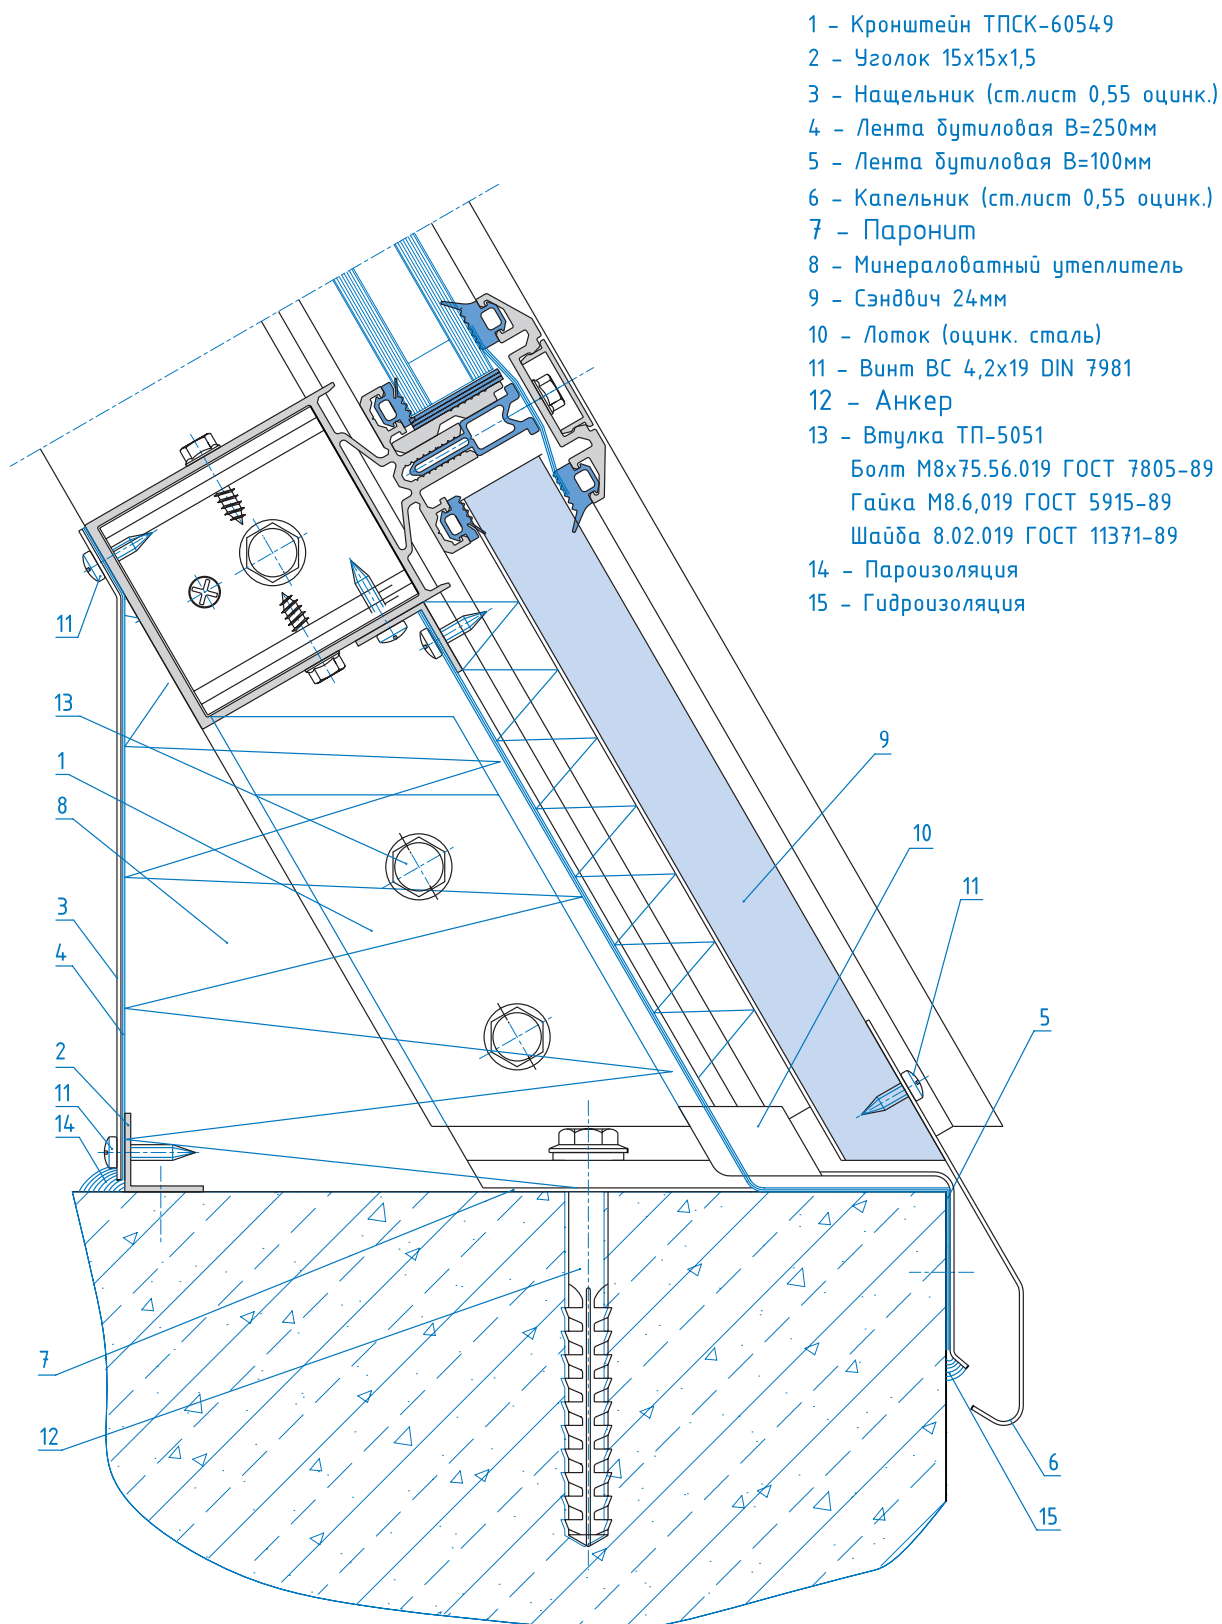 1 - Кронштейн ТПСК-60549
2 - Уголок 15х15х1,5
3 - Нащельник (ст.лист 0,55 оцинк.)
4 - Лента бутиловая В=250мм
5 - Лента бутиловая В=100мм
6 - Капельник (ст.лист 0,55 оцинк.)
7 - Паронит
8 - Минераловатный утеплитель
9 - Сэндвич 24мм
10 - Лоток (оцинк. сталь)
11 - Винт ВС 4,2х19 DIN 7981
12 - Анкер
13 - Втулка ТП-5051
Болт М8х75.56.019 ГОСТ 7805-89
Гайка М8.6,019 ГОСТ 5915-89
Шайба 8.02.019 ГОСТ 11371-89
14 - Пароизоляция
15 - Гидроизоляция
11
13
1
8
9
10
11
3
4
5
2
11
14
7
12
6
15